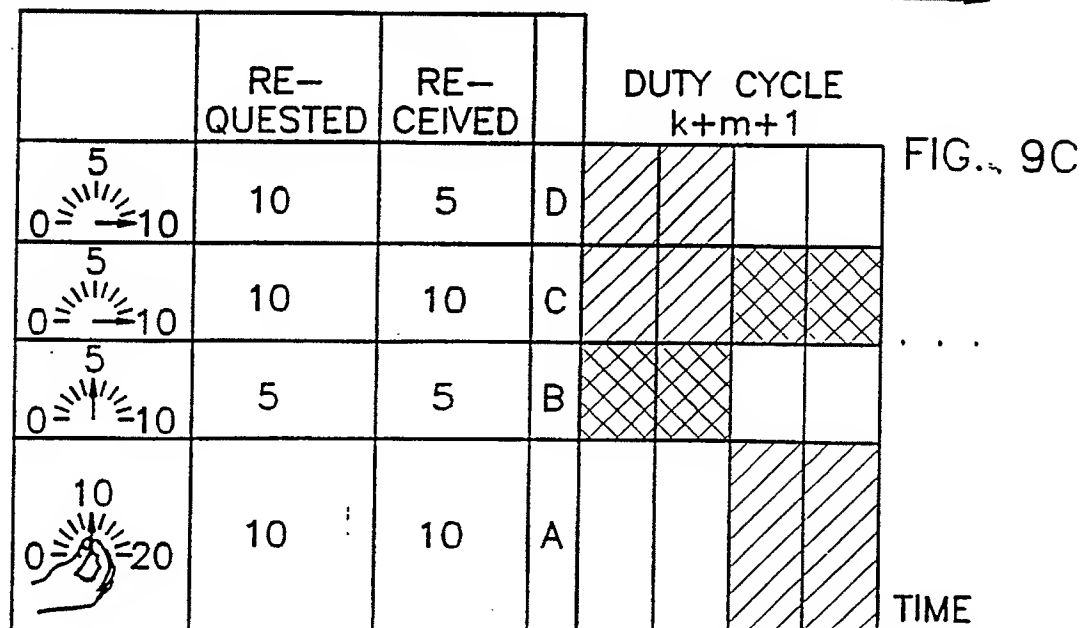 RE-
QUESTED
RE-
CEIVED
DUTY CYCLE
k+m+1
FIG. 9C
5
0 10
10
5
D
5
0 10
10
10
C
5
0 10
5
5
B
. . .
10
0 20
10
10
A
TIME